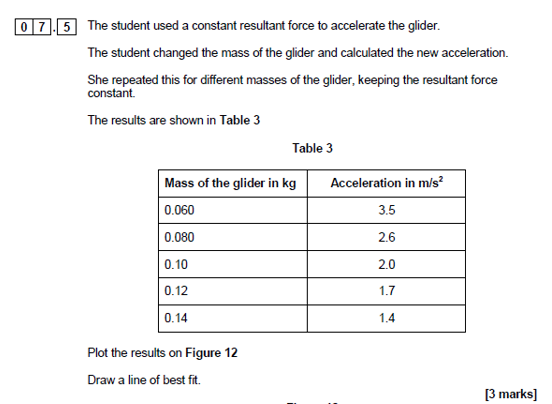 0 7 . 5 The student used a constant resultant force to accelerate the glider.
The student changed the mass of the glider and calculated the new acceleration.
She repeated this for different masses of the glider, keeping the resultant force
constant.
The results are shown in Table 3
Table 3
Mass of the glider in kg Acceleration in m/s²
0.060 3.5
0.080 2.6
0.10 2.0
0.12 1.7
0.14 1.4
Plot the results on Figure 12
Draw a line of best fit.
[3 marks]